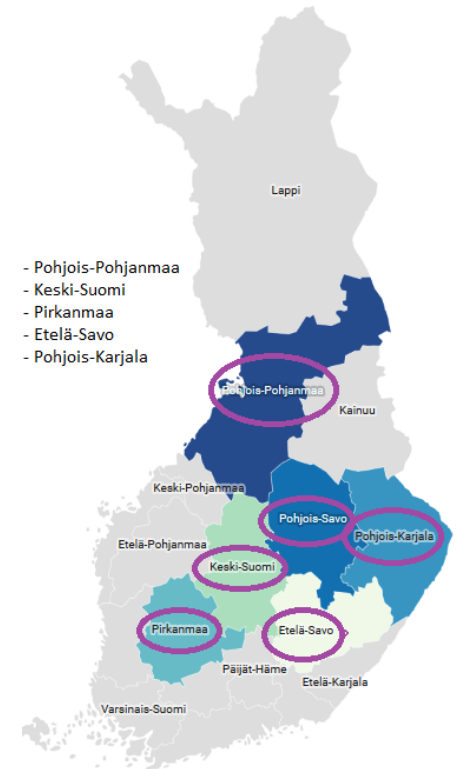 Lappi
- Pohjois-Pohjanmaa
- Keski-Suomi
- Pirkanmaa
- Etelä-Savo
- Pohjois-Karjala
Pohjois-Pohjanmaa
Kainuu
Keski-Pohjanmaa
Pohjois-Savo
Pohjois-Karjala
Etelä-Pohjanmaa
Keski-Suomi
Pirkanmaa
Etelä-Savo
Päijät-Häme
Etelä-Karjala
Varsinais-Suomi